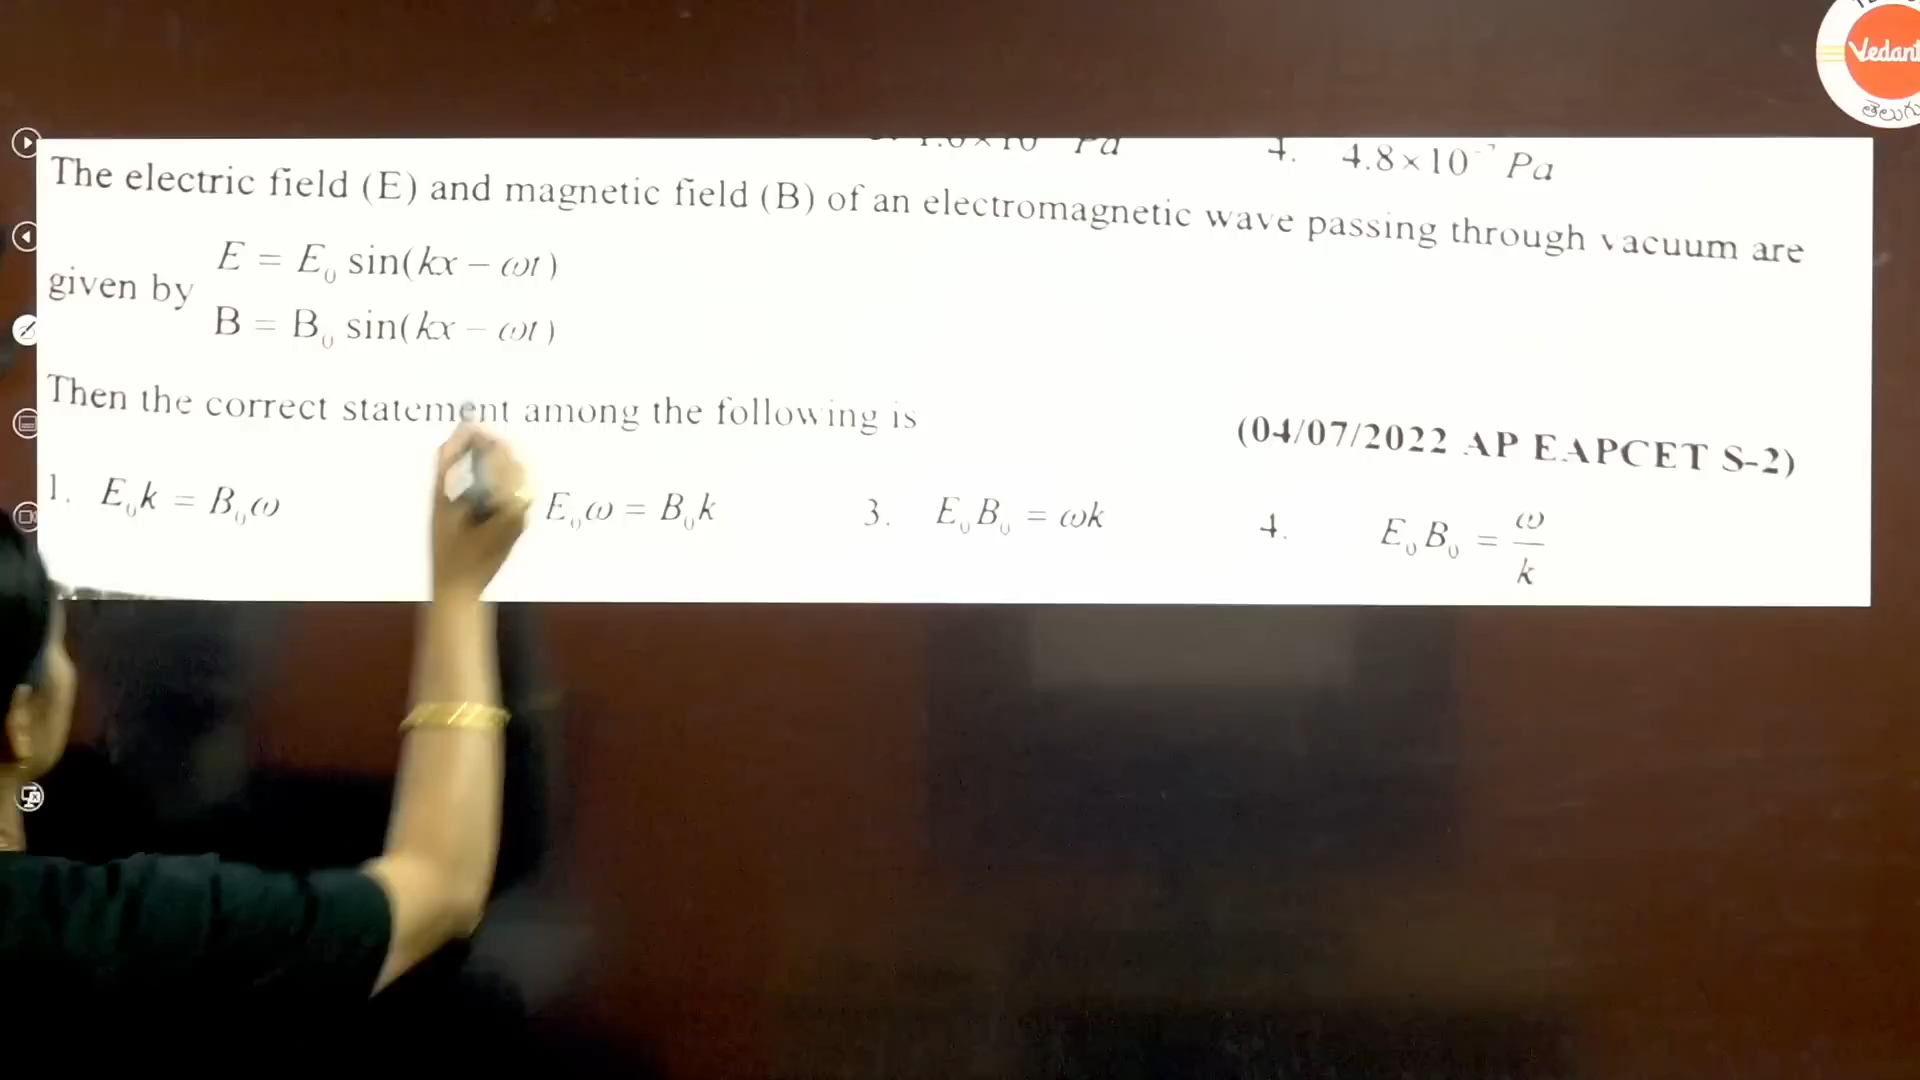 Vedant
తెలుగు
Pa 4. 4.8×10 Pa
The electric field (E) and magnetic field (B) of an electromagnetic wave passing through vacuum are
given by E = E₀ sin(kx − ωt)
B = B₀ sin(kx − ωt)
Then the correct statement among the following is
(04/07/2022 AP EAPCET S-2)
1. E₀k = B₀ω E₀ω = B₀k 3. E₀B₀ = ωk 4. E₀B₀ = ω/k